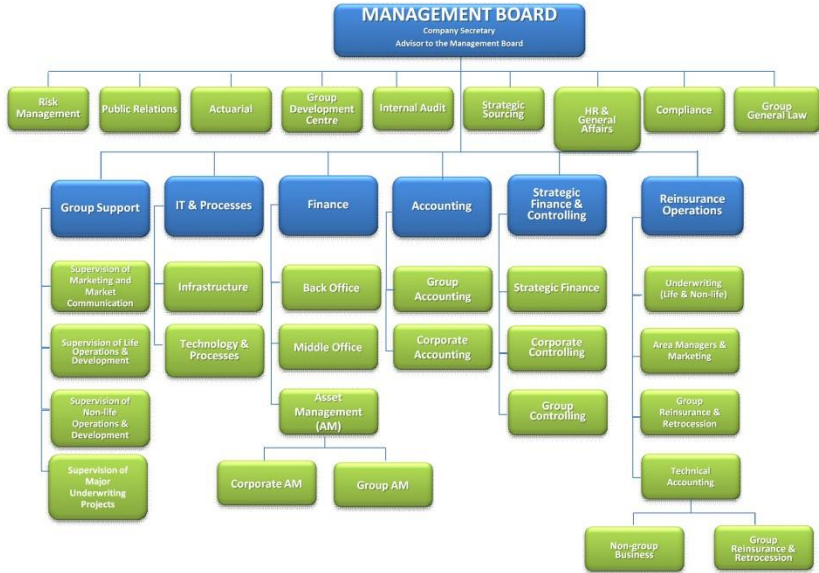 MANAGEMENT BOARD
Company Secretary
Advisor to the Management Board
Risk
Management
Public Relations
Actuarial
Group
Development
Centre
Internal Audit
Strategic
Sourcing
HR &
General
Affairs
Compliance
Group
General Law
Group Support
IT & Processes
Finance
Accounting
Strategic
Finance &
Controlling
Reinsurance
Operations
Supervision of
Marketing and
Market
Communication
Supervision of Life
Operations &
Development
Supervision of
Non-life
Operations &
Development
Supervision of
Major
Underwriting
Projects
Infrastructure
Technology &
Processes
Back Office
Middle Office
Asset
Management
(AM)
Corporate AM
Group AM
Group
Accounting
Corporate
Accounting
Strategic Finance
Corporate
Controlling
Group
Controlling
Underwriting
(Life & Non-life)
Area Managers &
Marketing
Group
Reinsurance &
Retrocession
Technical
Accounting
Non-group
Business
Group
Reinsurance &
Retrocession